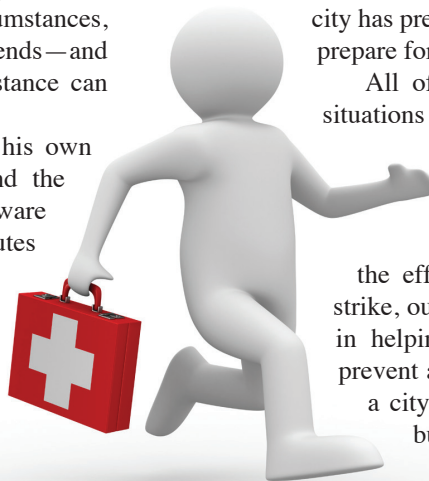 umstances,
ends—and
stance can
his own
nd the
ware
utes
city has pre
prepare for
All of
situations
the eff
strike, ou
in helpin
prevent a
a city
bu